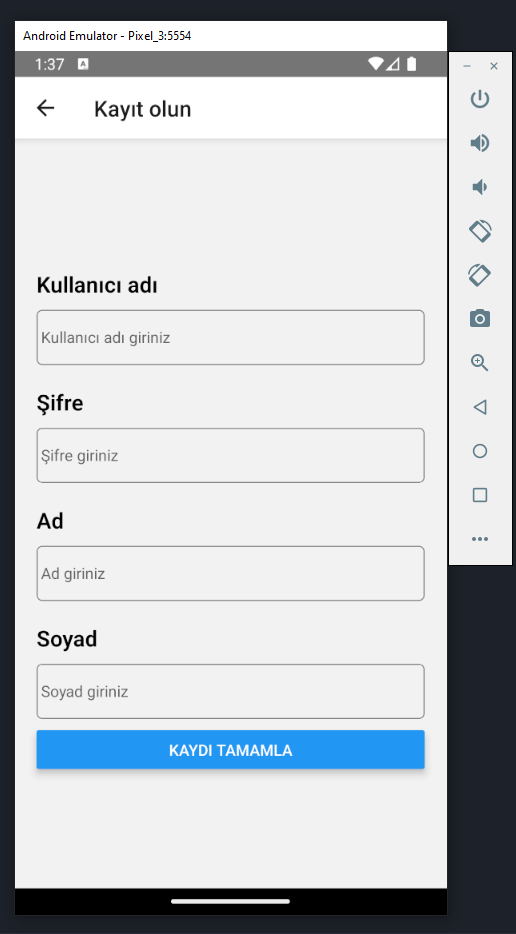 Android Emulator - Pixel_3:5554
1:37 A
Kayıt olun
Kullanıcı adı
Kullanıcı adı giriniz
Şifre
Şifre giriniz
Ad
Ad giriniz
Soyad
Soyad giriniz
KAYDI TAMAMLA